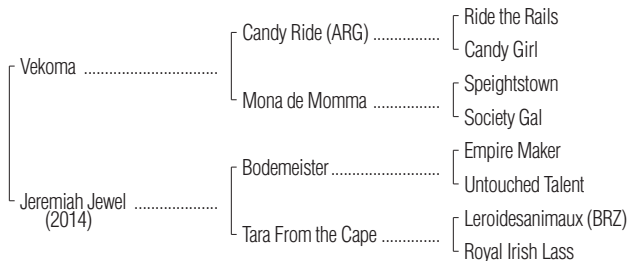 Ride the Rails
Candy Ride (ARG) ................
Candy Girl
Vekoma ................................
Speightstown
Mona de Momma ................
Society Gal
Empire Maker
Bodemeister..........................
Untouched Talent
Jeremiah Jewel ....................
(2014)
Leroidesanimaux (BRZ)
Tara From the Cape ..............
Royal Irish Lass